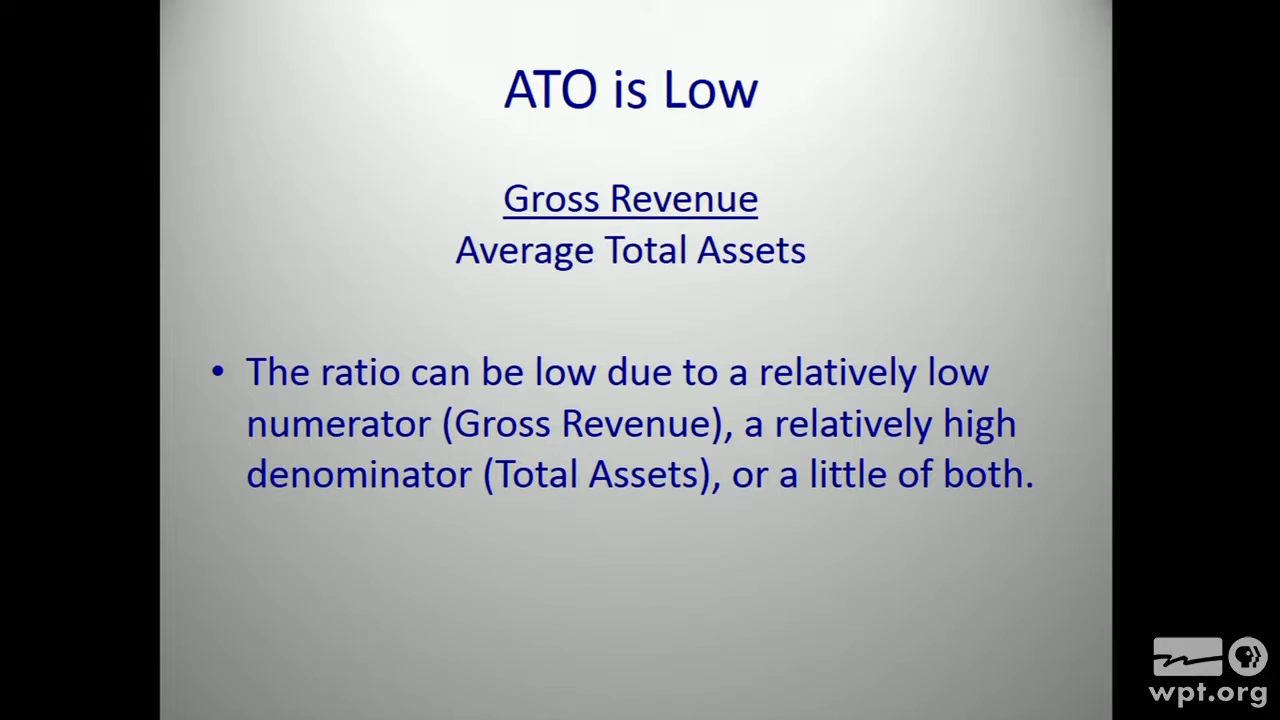 ATO is Low
Gross Revenue
Average Total Assets
• The ratio can be low due to a relatively low
numerator (Gross Revenue), a relatively high
denominator (Total Assets), or a little of both.
wpt.org